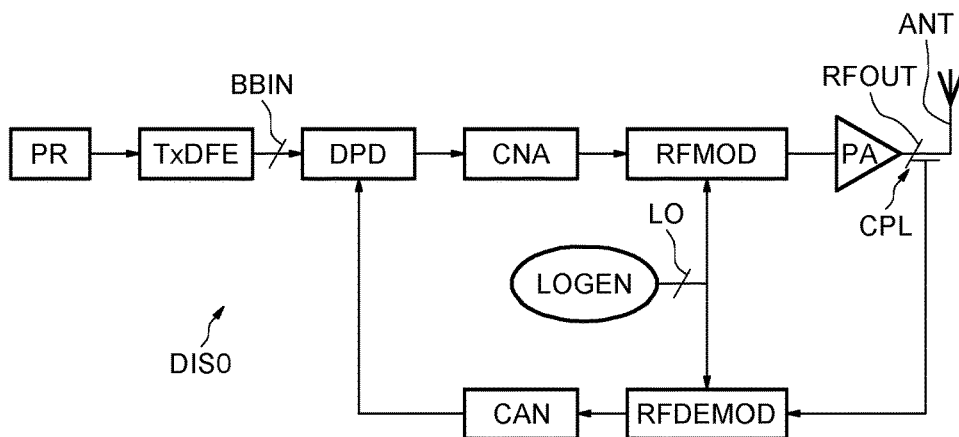 ANT
RFOUT
BBIN
PR
TxDFE
DPD
CNA
RFMOD
PA
CPL
LO
LOGEN
DIS0
CAN
RFDEMOD